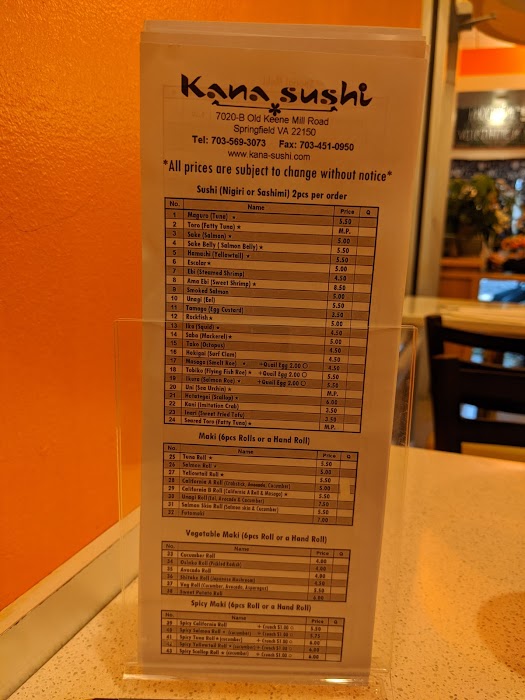 Kana sushi
7020-B Old Keene Mill Road
Springfield VA 22150
Tel: 703-569-3073 Fax: 703-451-0950
www.kana-sushi.com
*All prices are subject to change without notice*
Sushi (Nigiri or Sashimi) 2pcs per order
No. Name Price Q
1 Maguro (Tuna) * 5.50
2 Toro (Fatty Tuna) * M.P.
3 Sake (Salmon) * 5.00
4 Sake Belly ( Salmon Belly) * 5.50
5 Hamachi (Yellowtail) * 5.50
6 Escolar * 5.00
7 Ebi (Steamed Shrimp) 4.50
8 Ama Ebi (Sweet Shrimp) * 8.50
9 Smoked Salmon 5.00
10 Unagi (Eel) 5.50
11 Tamago (Egg Custard) 3.50
12 Rockfish * 5.00
13 Ika (Squid) * 4.50
14 Saba (Mackerel) * 5.00
15 Tako (Octopus) 4.50
16 Hokigai (Surf Clam) 4.50
17 Masago (Smelt Roe) * +Quail Egg 2.00 4.50
18 Tobiko (Flying Fish Roe) * +Quail Egg 2.00 5.50
19 Ikura (Salmon Roe) * +Quail Egg 2.00 5.50
20 Uni (Sea Urchin) * M.P.
21 Hotategai (Scallop) * 6.00
22 Kani (Imitation Crab) 3.50
23 Inari (Sweet Fried Tofu) 3.50
24 Seared Toro (Fatty Tuna) * M.P.
Maki (6pcs Rolls or a Hand Roll)
No. Name Price Q
25 Tuna Roll * 5.50
26 Salmon Roll * 5.00
27 Yellowtail Roll * 5.50
28 California A Roll (Crabstick, Avocado, Cucumber) 5.00
29 California B Roll (California A Roll & Masago) * 5.50
30 Unagi Roll (Eel, Avocado & Cucumber) 7.50
31 Salmon Skin Roll (Salmon skin & Cucumber) 5.50
32 Futomaki 7.00
Vegetable Maki (6pc Roll or a Hand Roll)
No. Name Price Q
33 Cucumber Roll 4.00
34 Oshinko Roll (Pickled Radish) 4.00
35 Avocado Roll 4.00
36 Shitake Roll (Japanese Mushroom)
37 Veg Roll (Cucumber, Avocado, Asparagus)
38 Sweet Potato Roll
Spicy Maki (6pcs Roll or a Hand Roll)
No. Name Price Q
39 Spicy California Roll + Crunch $1.00 5.50
40 Spicy Salmon Roll * (cucumber) + Crunch $1.00 5.75
41 Spicy Tuna Roll * (cucumber) + Crunch $1.00 6.00
42 Spicy Yellowtail Roll * (cucumber) + Crunch $1.00 6.00
43 Spicy Scallop Roll * (cucumber) + Crunch $1.00 6.00